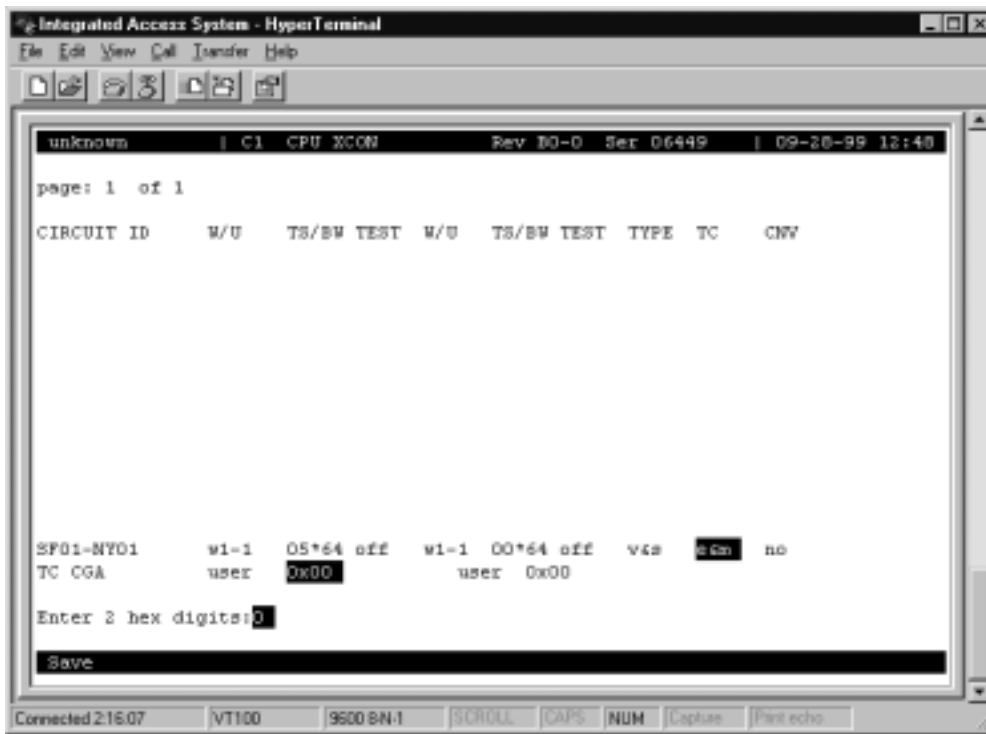 Integrated Access System - HyperTerminal
File Edit View Call Transfer Help
unknown | C1 CPU XCON Rev B0-0 Ser 06449 | 09-28-99 12:48
page: 1 of 1
CIRCUIT ID W/U TS/BW TEST W/U TS/BW TEST TYPE TC CNV
SF01-NY01 w1-1 05*64 off w1-1 00*64 off v&s e&m no
TC CGA user 0x00 user 0x00
Enter 2 hex digits:0
Save
Connected 2:16:07 VT100 9600 8-N-1 SCROLL CAPS NUM Capture Print echo